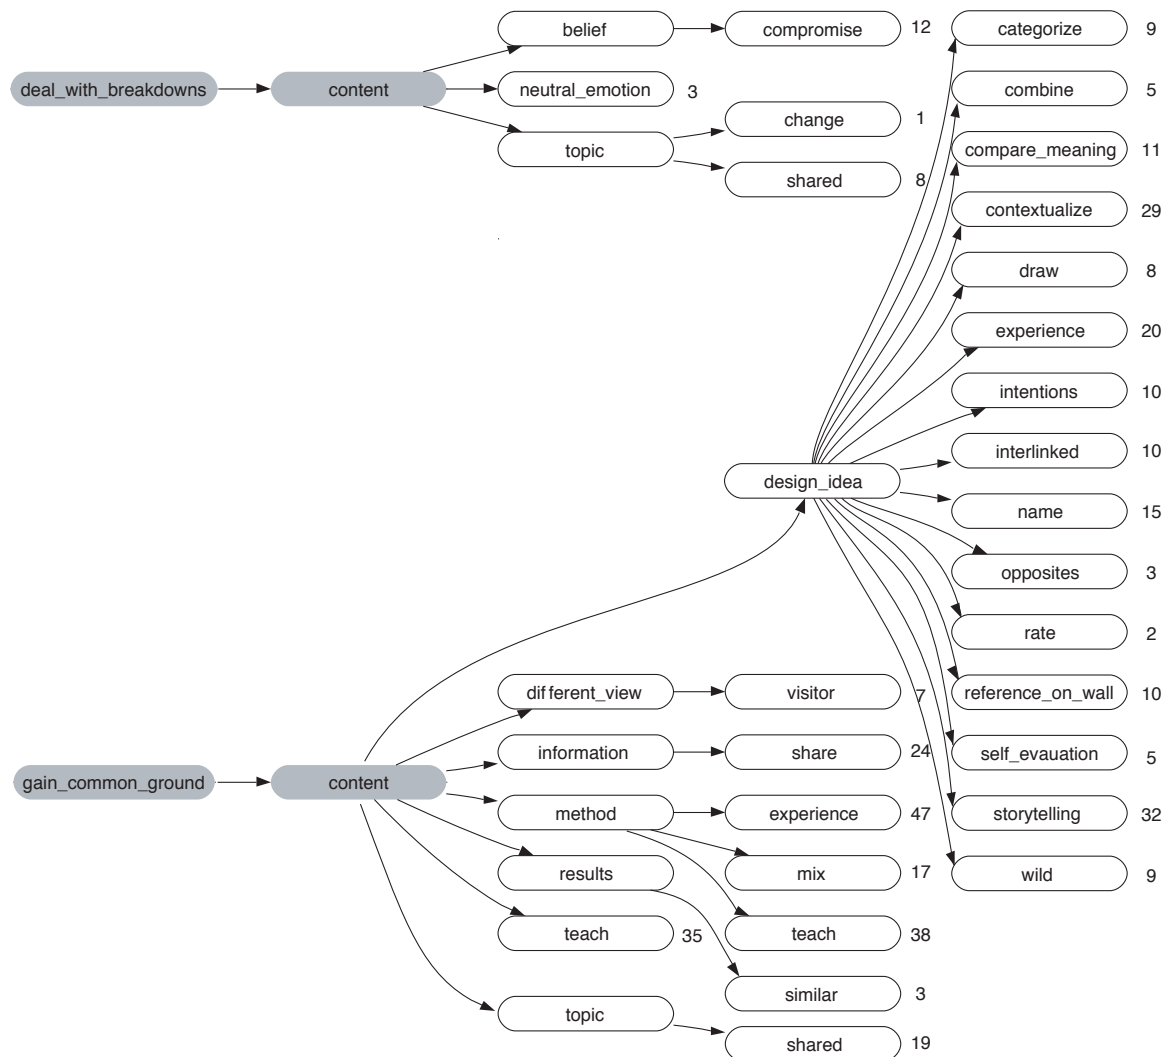 belief
compromise
12
categorize
9
deal_with_breakdowns
content
neutral_emotion
3
combine
5
topic
change
1
compare_meaning
11
shared
8
contextualize
29
draw
8
experience
20
intentions
10
interlinked
10
design_idea
name
15
opposites
3
rate
2
different_view
visitor
7
reference_on_wall
10
information
share
24
self_evauation
5
gain_common_ground
content
method
experience
47
storytelling
32
results
mix
17
wild
9
teach
35
teach
38
similar
3
topic
shared
19